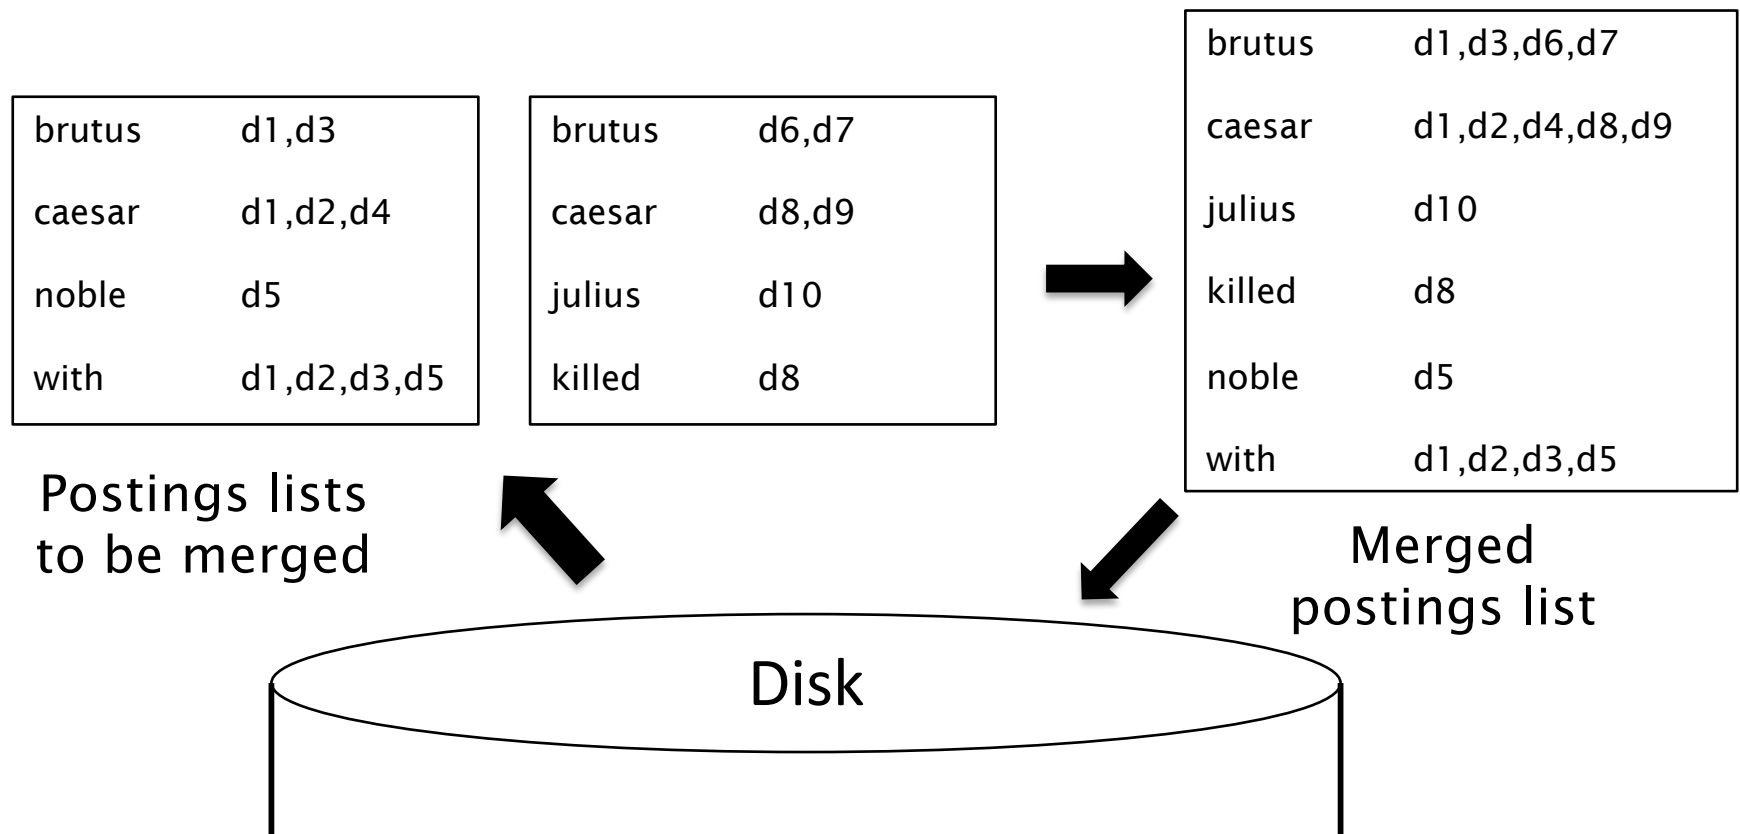 brutus d1,d3
caesar d1,d2,d4
noble d5
with d1,d2,d3,d5
Postings lists
to be merged
brutus d6,d7
caesar d8,d9
julius d10
killed d8
brutus d1,d3,d6,d7
caesar d1,d2,d4,d8,d9
julius d10
killed d8
noble d5
with d1,d2,d3,d5
Merged
postings list
Disk